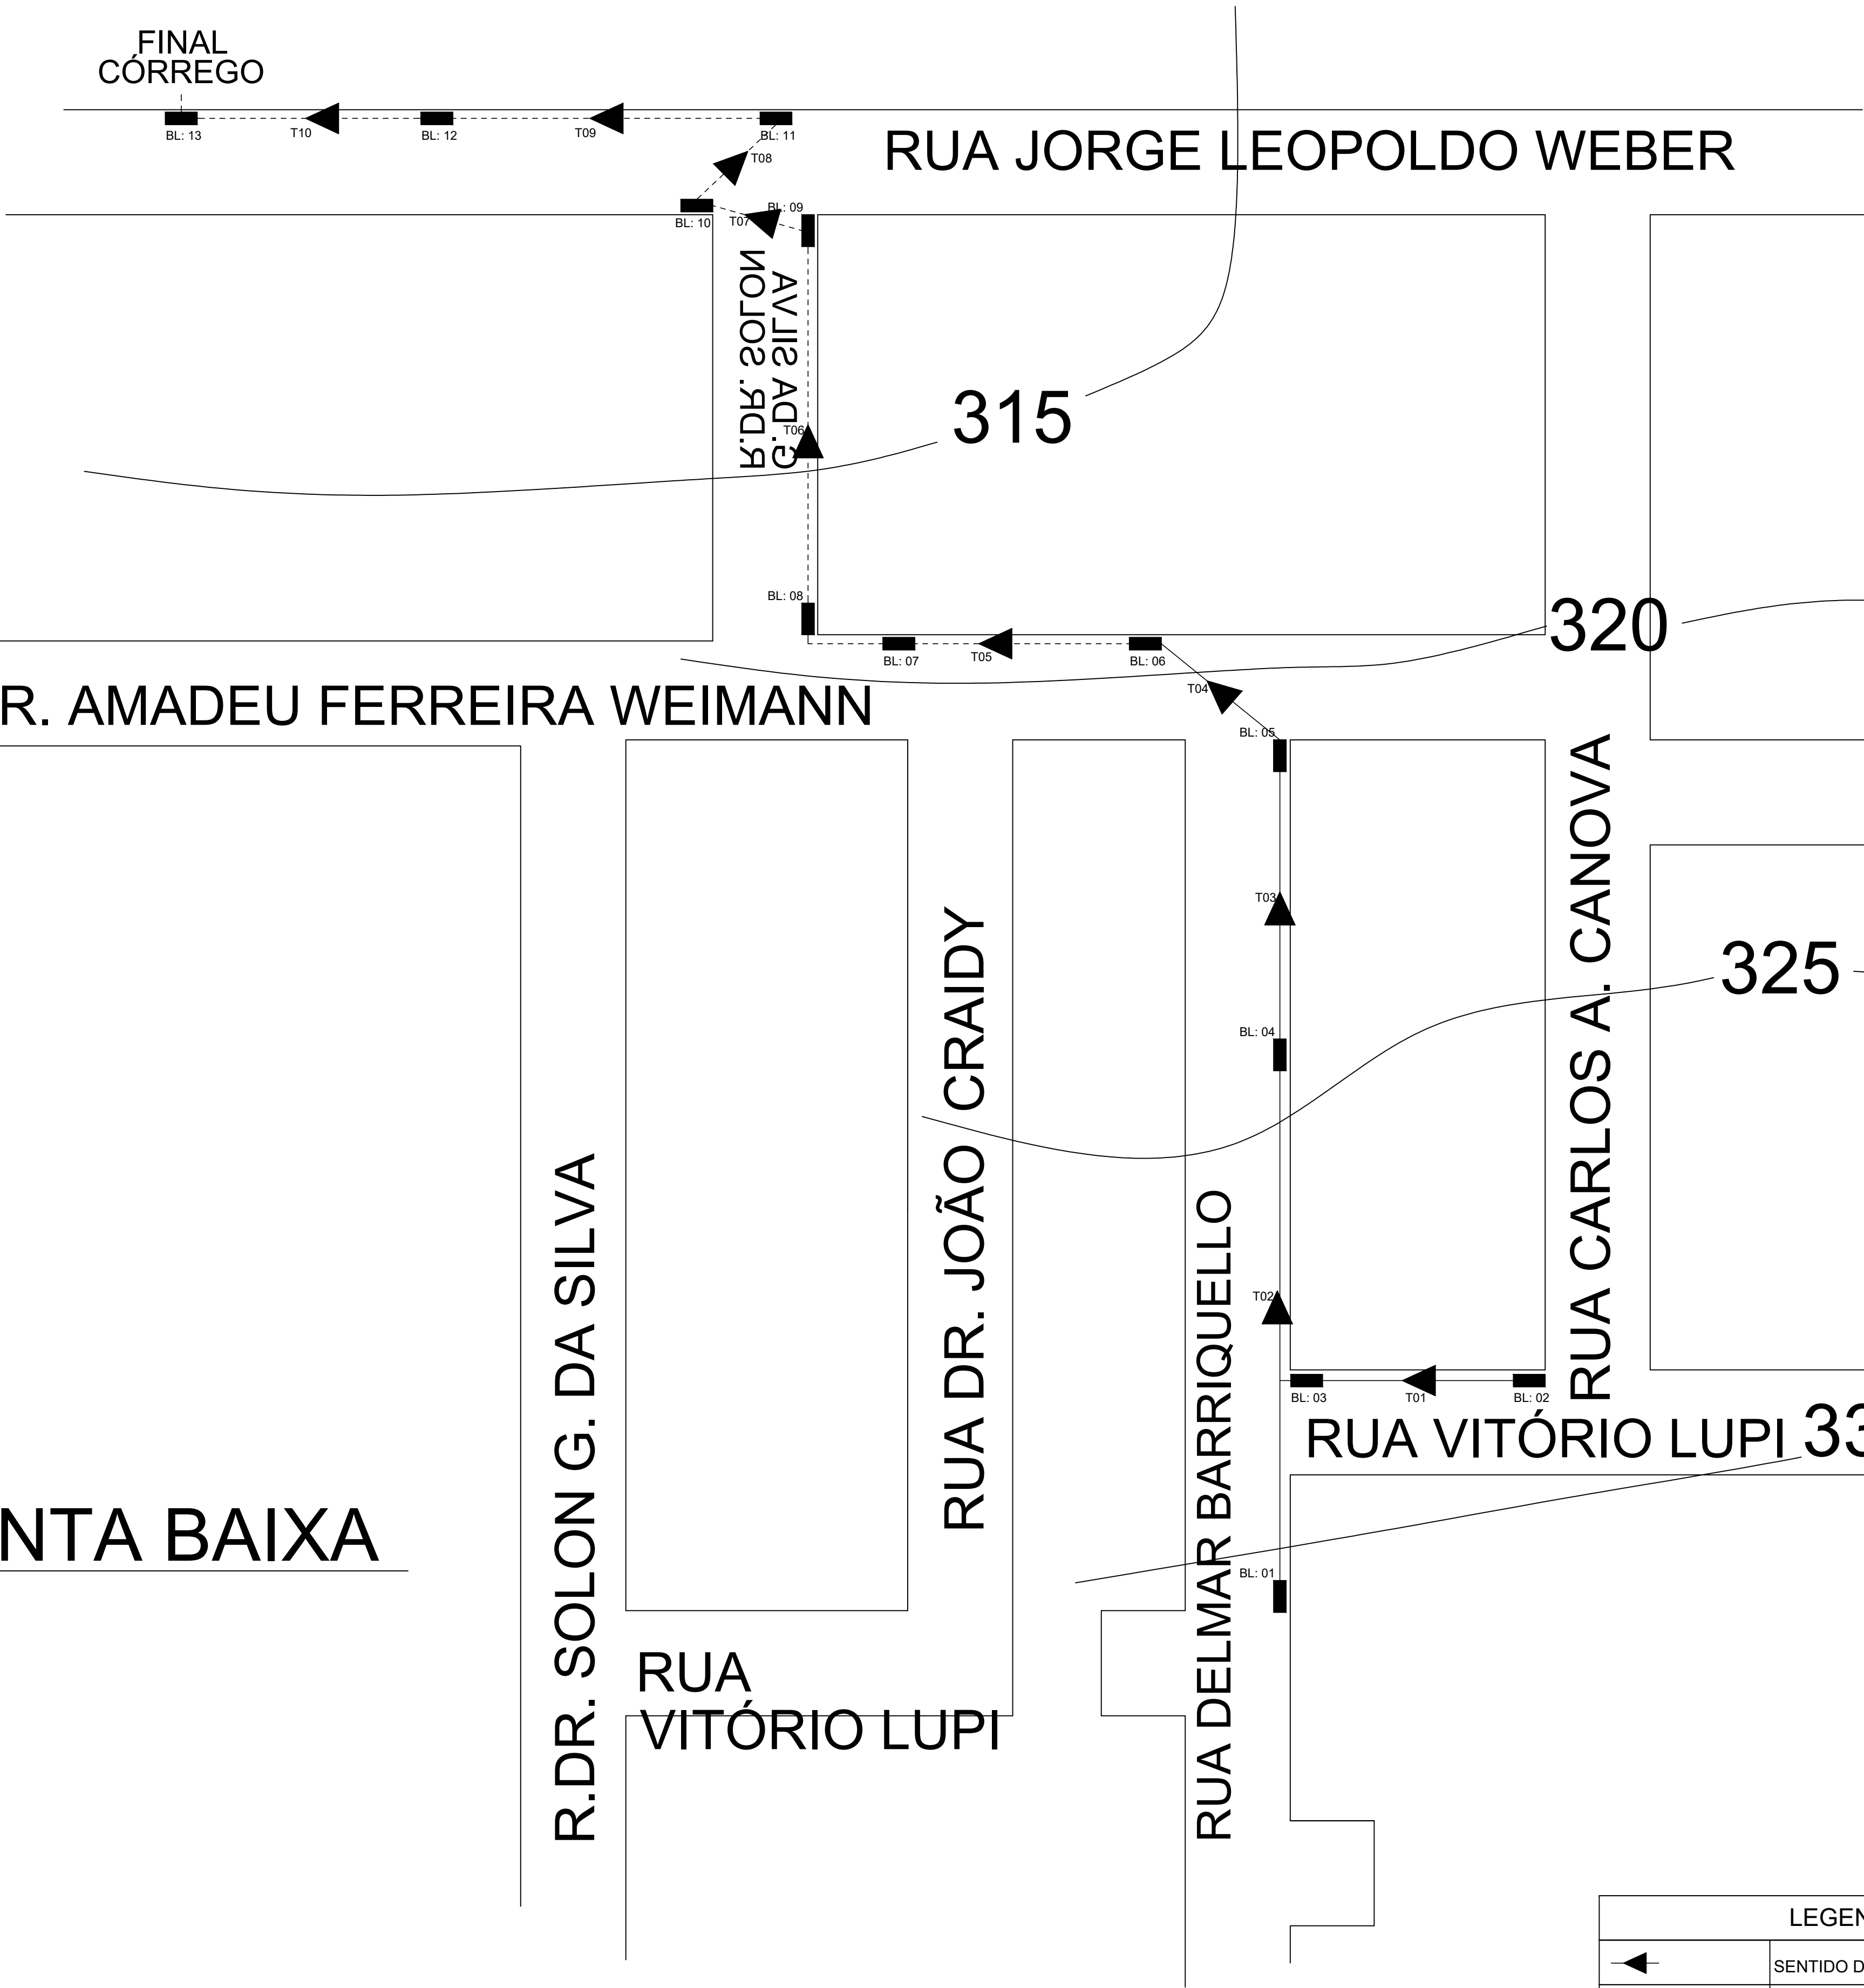 FINAL
CÓRREGO
BL: 13
T10
BL: 12
T09
BL: 11
T08
RUA JORGE LEOPOLDO WEBER
BL: 09
BL: 10
T07
R.DR. SOLON
G. DA SILVA
315
T06
BL: 08
320
BL: 07
T05
BL: 06
T04
R. AMADEU FERREIRA WEIMANN
BL: 05
RUA CARLOS A. CANOVA
T03
325
RUA DR. JOÃO CRAIDY
BL: 04
R.DR. SOLON G. DA SILVA
RUA DELMAR BARRIQUELLO
T02
BL: 03
T01
BL: 02
RUA VITÓRIO LUPI
33
NTA BAIXA
BL: 01
RUA
VITÓRIO LUPI
LEGEN
SENTIDO D